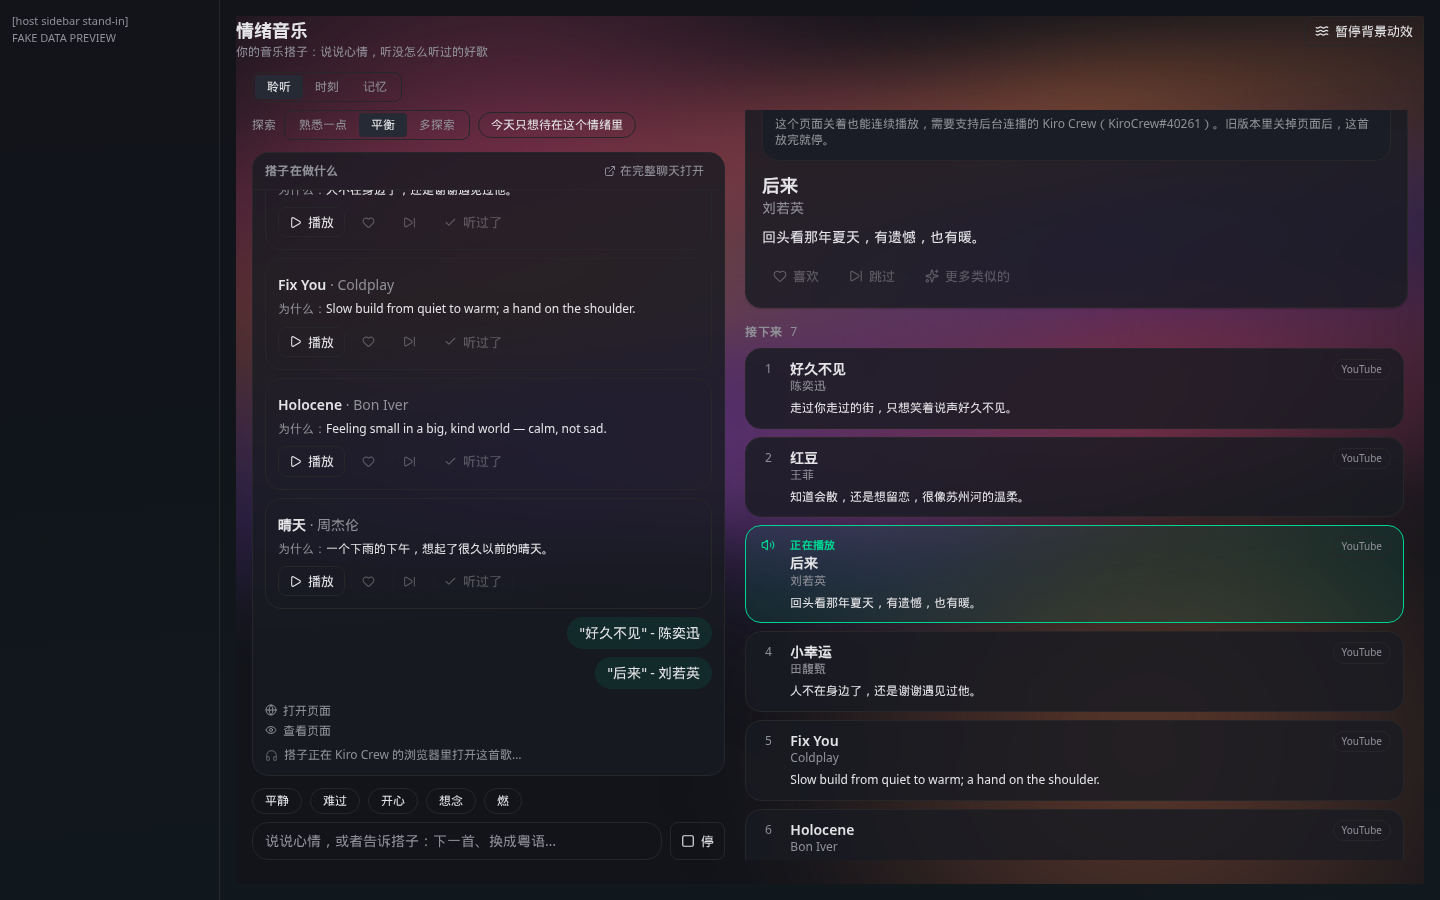 [host sidebar stand-in]
FAKE DATA PREVIEW
情绪音乐
你的音乐搭子：说说心情，听没怎么听过的好歌
暂停背景动效
聆听 时刻 记忆
探索 熟悉一点 平衡 多探索 今天只想待在这个情绪里
搭子在做什么 在完整聊天打开
为什么：人不在身边了，还是谢谢遇见过他。
播放 听过了
Fix You · Coldplay
为什么：Slow build from quiet to warm; a hand on the shoulder.
播放 听过了
Holocene · Bon Iver
为什么：Feeling small in a big, kind world — calm, not sad.
播放 听过了
晴天 · 周杰伦
为什么：一个下雨的下午，想起了很久以前的晴天。
播放 听过了
"好久不见" - 陈奕迅
"后来" - 刘若英
打开页面
查看页面
搭子正在 Kiro Crew 的浏览器里打开这首歌...
平静 难过 开心 想念 燃
说说心情，或者告诉搭子：下一首、换成粤语... 停
这个页面关着也能连续播放，需要支持后台连播的 Kiro Crew（KiroCrew#40261）。旧版本里关掉页面后，这首
放完就停。
后来
刘若英
回头看那年夏天，有遗憾，也有暖。
喜欢 跳过 更多类似的
接下来 7
1 好久不见 YouTube
陈奕迅
走过你走过的街，只想笑着说声好久不见。
2 红豆 YouTube
王菲
知道会散，还是想留恋，很像苏州河的温柔。
正在播放 YouTube
后来
刘若英
回头看那年夏天，有遗憾，也有暖。
4 小幸运 YouTube
田馥甄
人不在身边了，还是谢谢遇见过他。
5 Fix You YouTube
Coldplay
Slow build from quiet to warm; a hand on the shoulder.
6 Holocene YouTube
Bon Iver